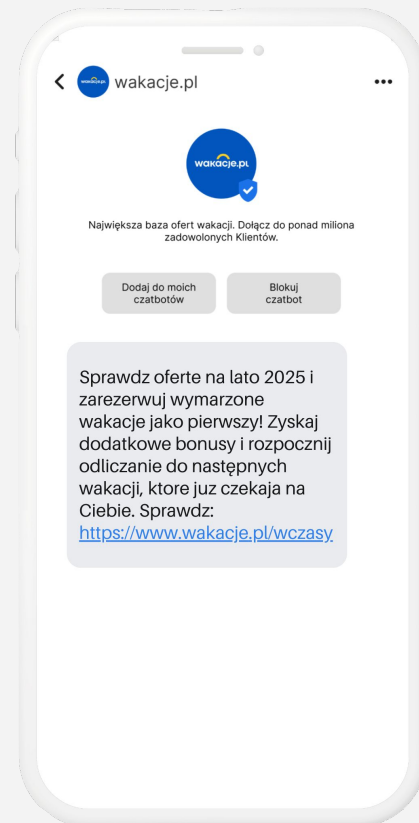 wakacje.pl
wakacje.pl
wakacje.pl
Największa baza ofert wakacji. Dołącz do ponad miliona
zadowolonych Klientów.
Dodaj do moich
czatbotów
Blokuj
czatbot
Sprawdz oferte na lato 2025 i
zarezerwuj wymarzone
wakacje jako pierwszy! Zyskaj
dodatkowe bonusy i rozpocznij
odliczanie do następnych
wakacji, ktore juz czekaja na
Ciebie. Sprawdz:
https://www.wakacje.pl/wczasy